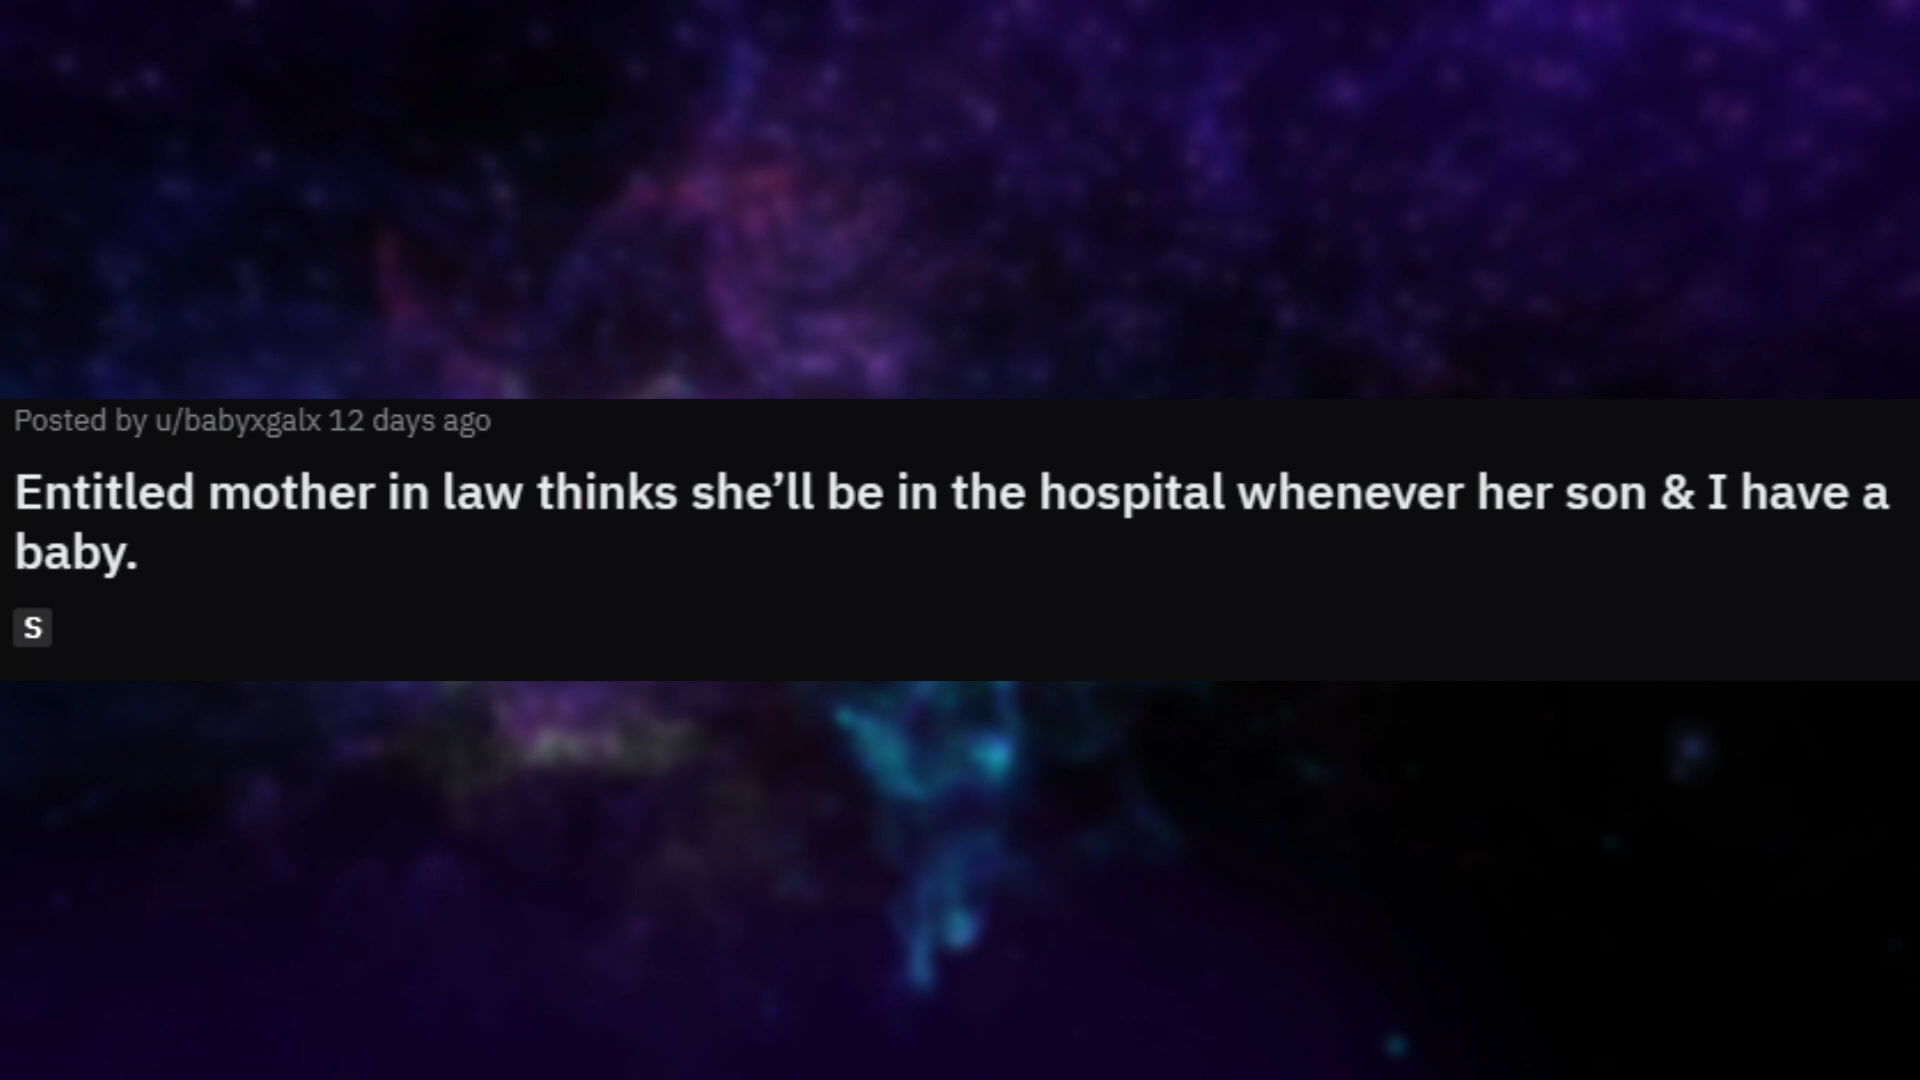 Posted by u/babyxgalx 12 days ago
Entitled mother in law thinks she’ll be in the hospital whenever her son & I have a
baby.
S